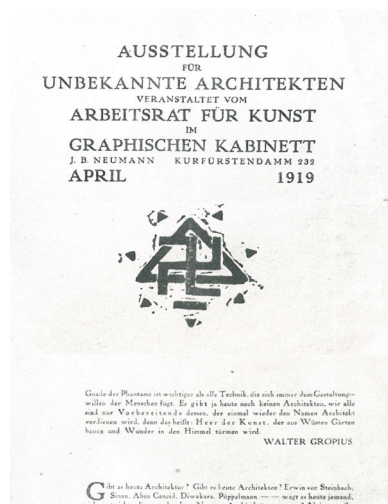 AUSSTELLUNG
FÜR
UNBEKANNTE ARCHITEKTEN
VERANSTALTET VOM
ARBEITSRAT FÜR KUNST
IM
GRAPHISCHEN KABINETT
J. B. NEUMANN KURFÜRSTENDAMM 232
APRIL 1919
Gnade der Phantasie ist wichtiger als alle Technik, die sich immer dem Gestaltungs-
willen der Menschen fügt. Es gibt ja heute noch keinen Architekten, wir alle
sind nur Vorbereitende dessen, der einmal wieder den Namen Architekt
verdienen wird, denn das heißt: Herr der Kunst, der aus Wüsten Gärten
bauen und Wunder in den Himmel türmen wird.
WALTER GROPIUS.
Gibt es heute Architektur? Gibt es heute Architekten? Erwin von Steinbach,
Sinan, Aben Cencid, Diwakara, Pöppelmann — — wagt es heute jemand,